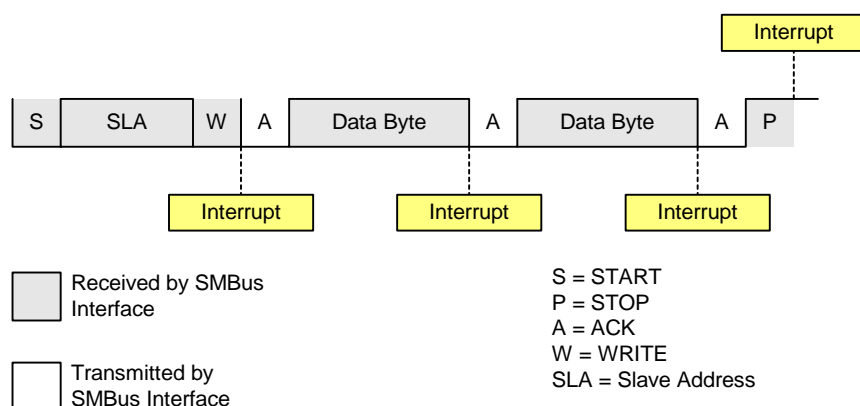 Interrupt
S SLA W A Data Byte A Data Byte A P
Interrupt Interrupt Interrupt
Received by SMBus
Interface
Transmitted by
SMBus Interface
S = START
P = STOP
A = ACK
W = WRITE
SLA = Slave Address